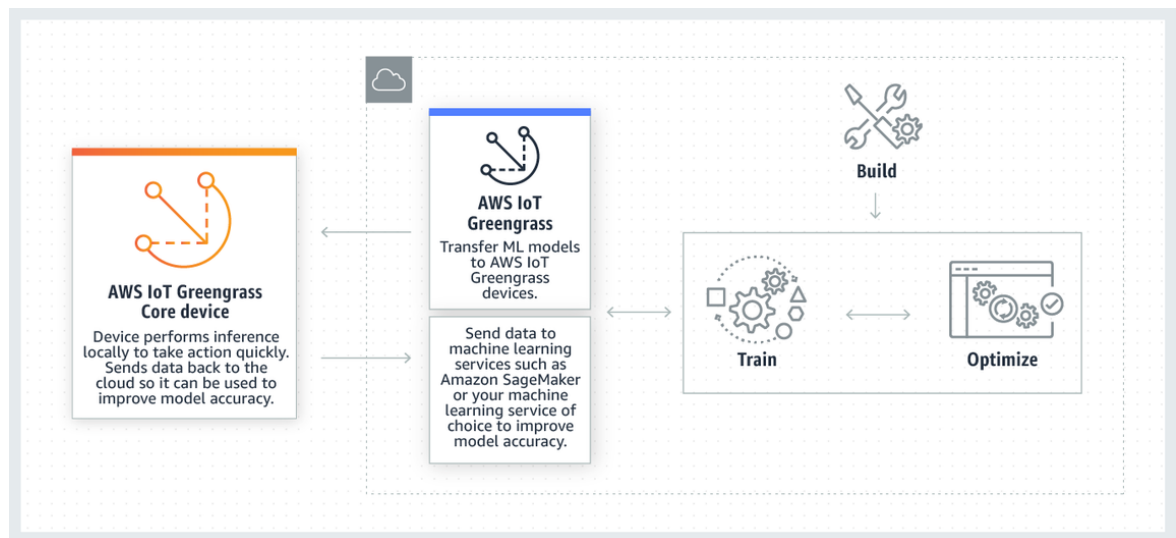 AWS IoT Greengrass
Core device
Device performs inference
locally to take action quickly.
Sends data back to the
cloud so it can be used to
improve model accuracy.
AWS IoT
Greengrass
Transfer ML models
to AWS IoT
Greengrass
devices.
Send data to
machine learning
services such as
Amazon SageMaker
or your machine
learning service of
choice to improve
model accuracy.
Build
Train
Optimize